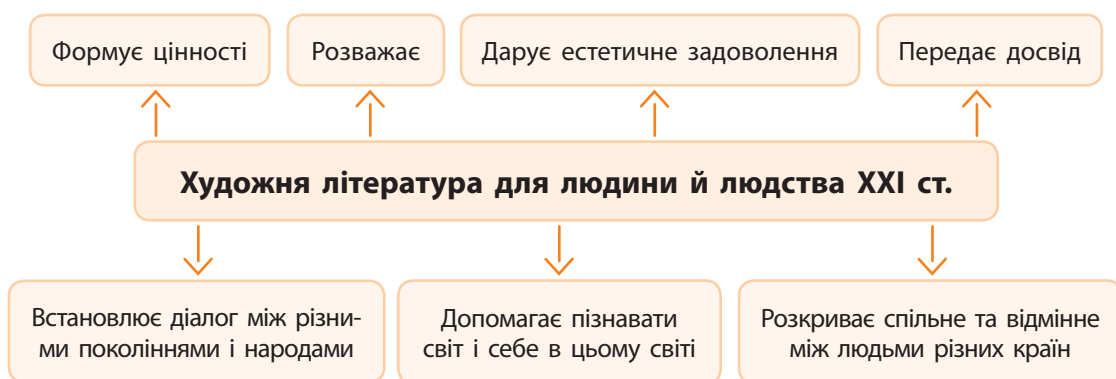 Формує цінності
Розважає
Дарує естетичне задоволення
Передає досвід
Художня література для людини й людства XXI ст.
Встановлює діалог між різни-
ми поколіннями і народами
Допомагає пізнавати
світ і себе в цьому світі
Розкриває спільне та відмінне
між людьми різних країн